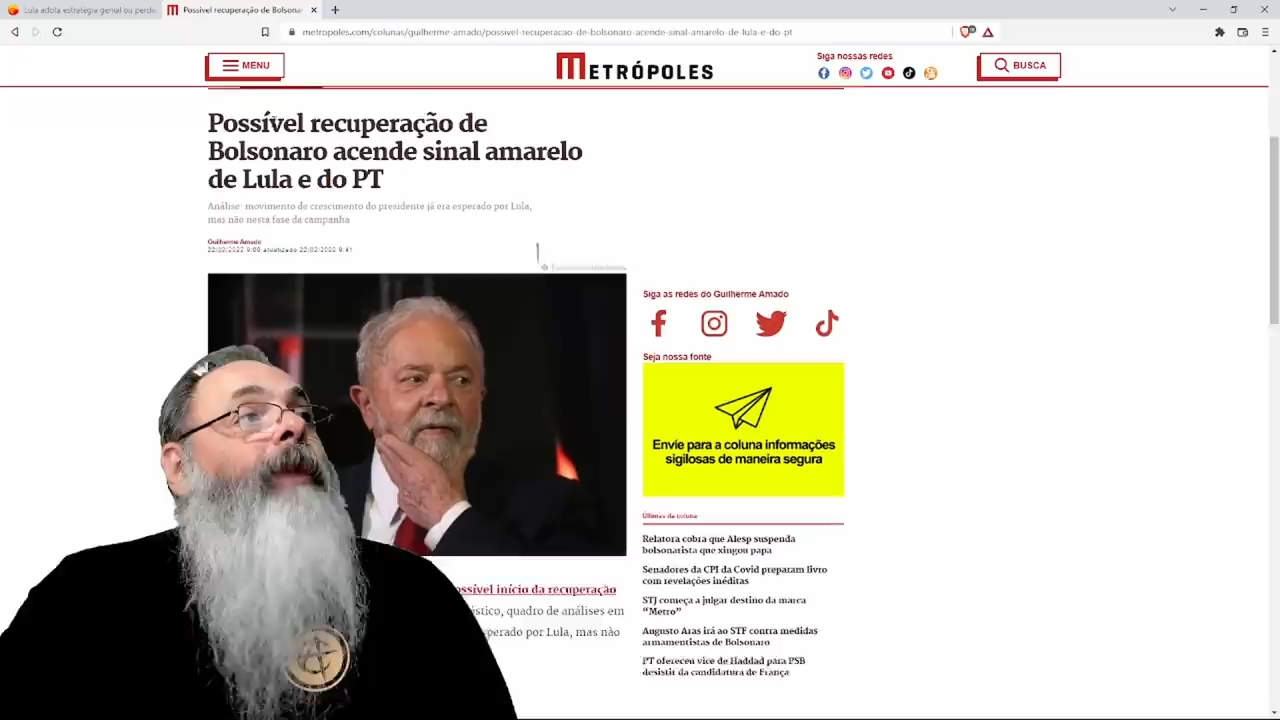 Lula adota estratégia genial ou perde
Possível recuperação de Bolsonar
metropoles.com/colunas/guilherme-amado/possivel-recuperacao-de-bolsonaro-acende-sinal-amarelo-de-lula-e-do-pt
MENU
METRÓPOLES
Siga nossas redes
BUSCA
Possível recuperação de
Bolsonaro acende sinal amarelo
de Lula e do PT
Análise: movimento de crescimento do presidente já era esperado por Lula,
mas não nesta fase da campanha
Guilherme Amado
22/02/2022 9:00 atualizado 22/02/2022 9:41
Siga as redes do Guilherme Amado
Seja nossa fonte
Envie para a coluna informações
sigilosas de maneira segura
Últimas da coluna
Relatora cobra que Alesp suspenda
bolsonarista que xingou papa
Senadores da CPI da Covid preparam livro
com revelações inéditas
STJ começa a julgar destino da marca
“Metro”
Augusto Aras irá ao STF contra medidas
armamentistas de Bolsonaro
PT ofereceu vice de Haddad para PSB
desistir da candidatura de França
ossível início da recuperação
óstico, quadro de análises em
sperado por Lula, mas não